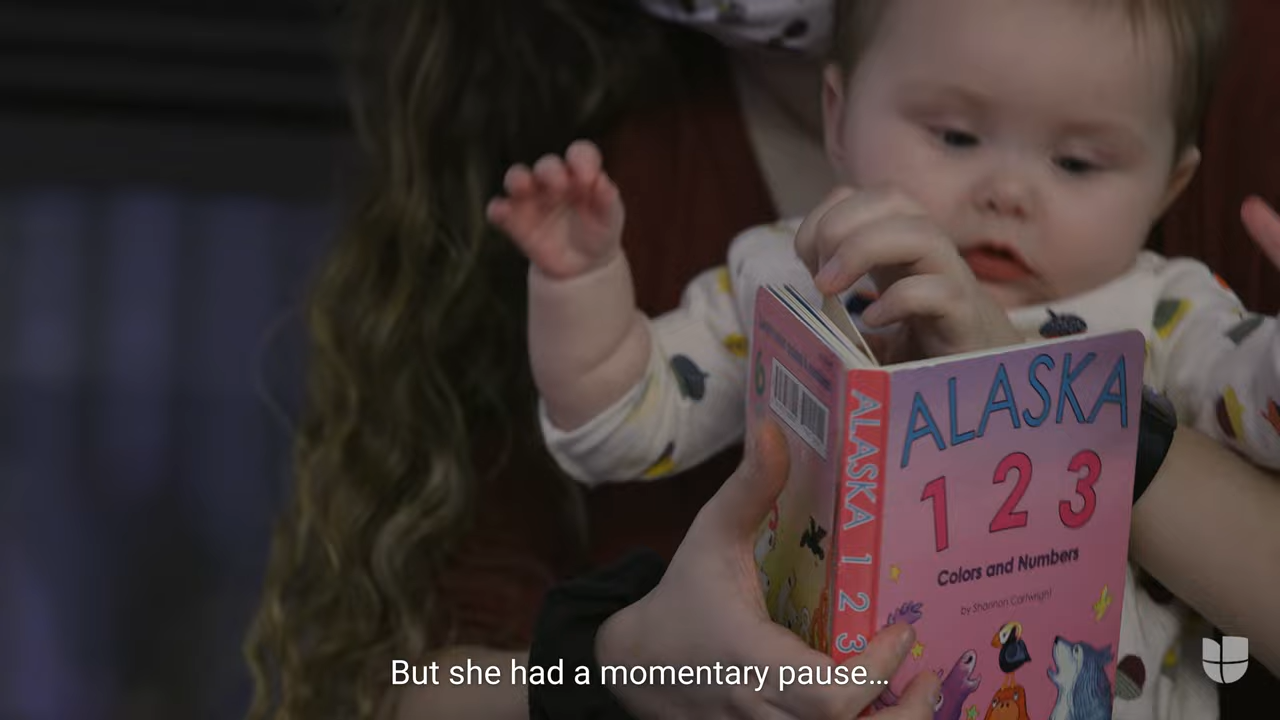 ALASKA
1 2 3
Colors and Numbers
by Shannon Cartwright
ALASKA 1 2 3
6
But she had a momentary pause…